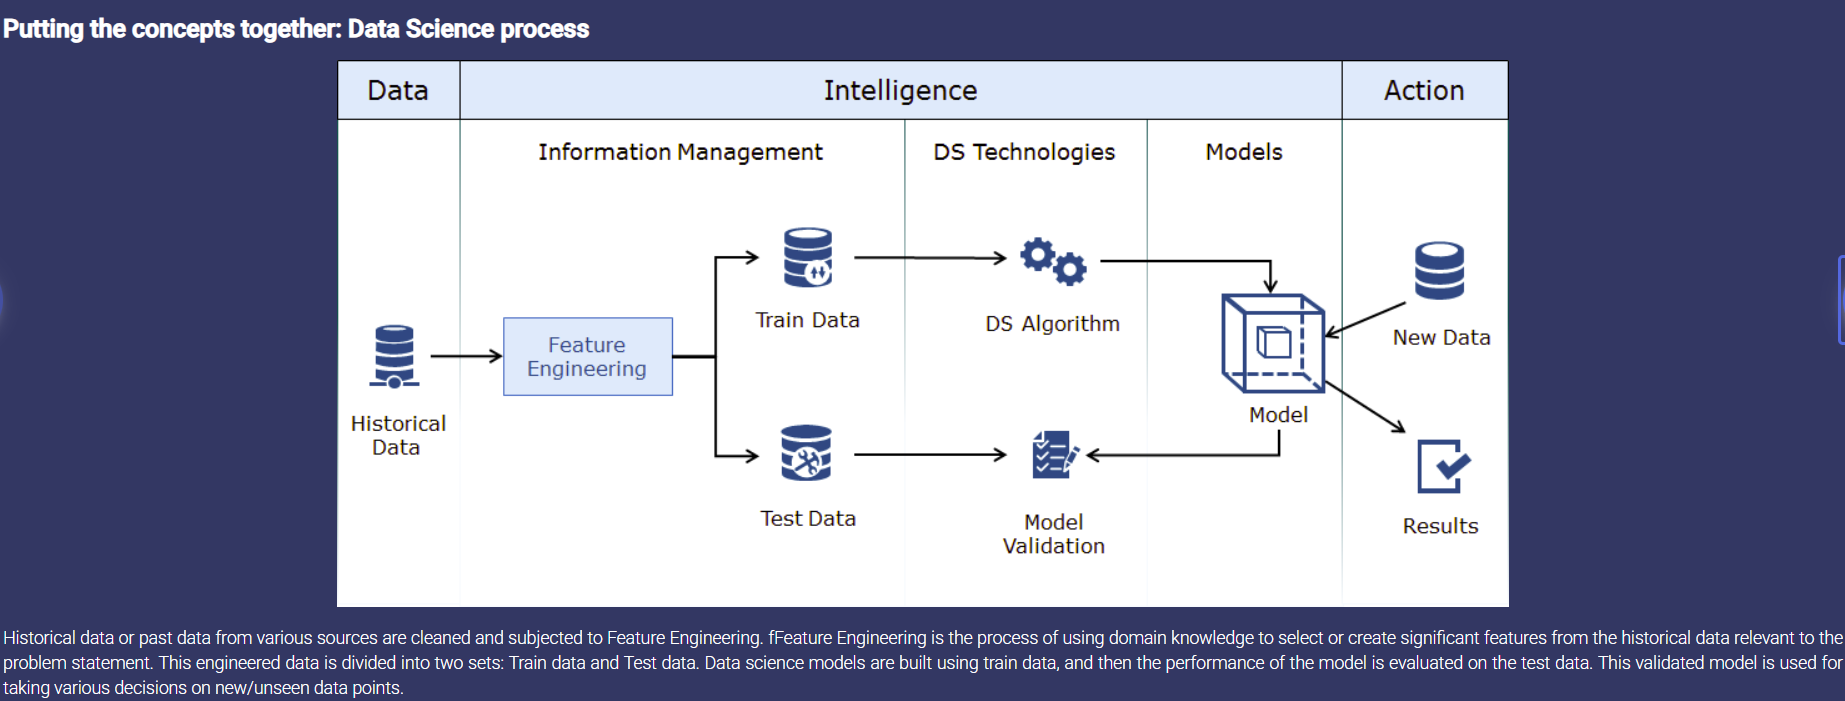 Putting the concepts together: Data Science process
Data
Intelligence
Action
Information Management
DS Technologies
Models
Train Data
DS Algorithm
New Data
Feature
Engineering
Historical
Data
Model
Test Data
Model
Validation
Results
Historical data or past data from various sources are cleaned and subjected to Feature Engineering. fFeature Engineering is the process of using domain knowledge to select or create significant features from the historical data relevant to the
problem statement. This engineered data is divided into two sets: Train data and Test data. Data science models are built using train data, and then the performance of the model is evaluated on the test data. This validated model is used for
taking various decisions on new/unseen data points.